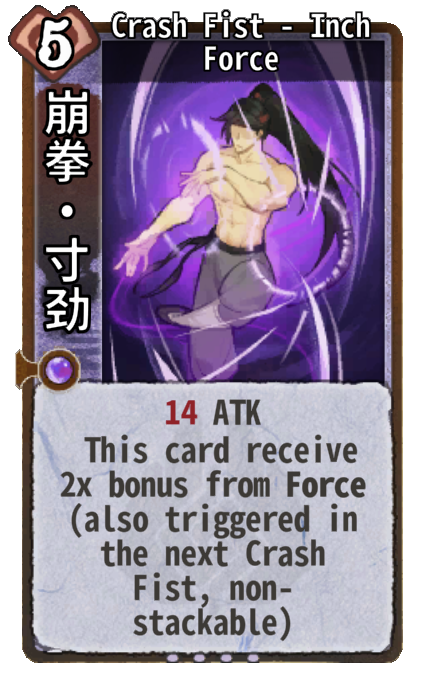 5
Crash Fist - Inch
Force
崩拳・寸劲
14 ATK
This card receive
2x bonus from Force
(also triggered in
the next Crash
Fist, non-
stackable)